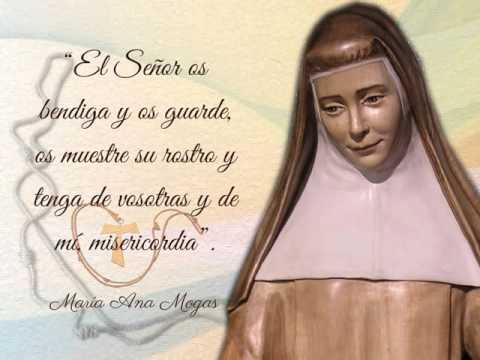 “El Señor os
bendiga y os guarde,
os muestre su rostro y
tenga de vosotras y de
mí, misericordia”.
María Ana Mogas